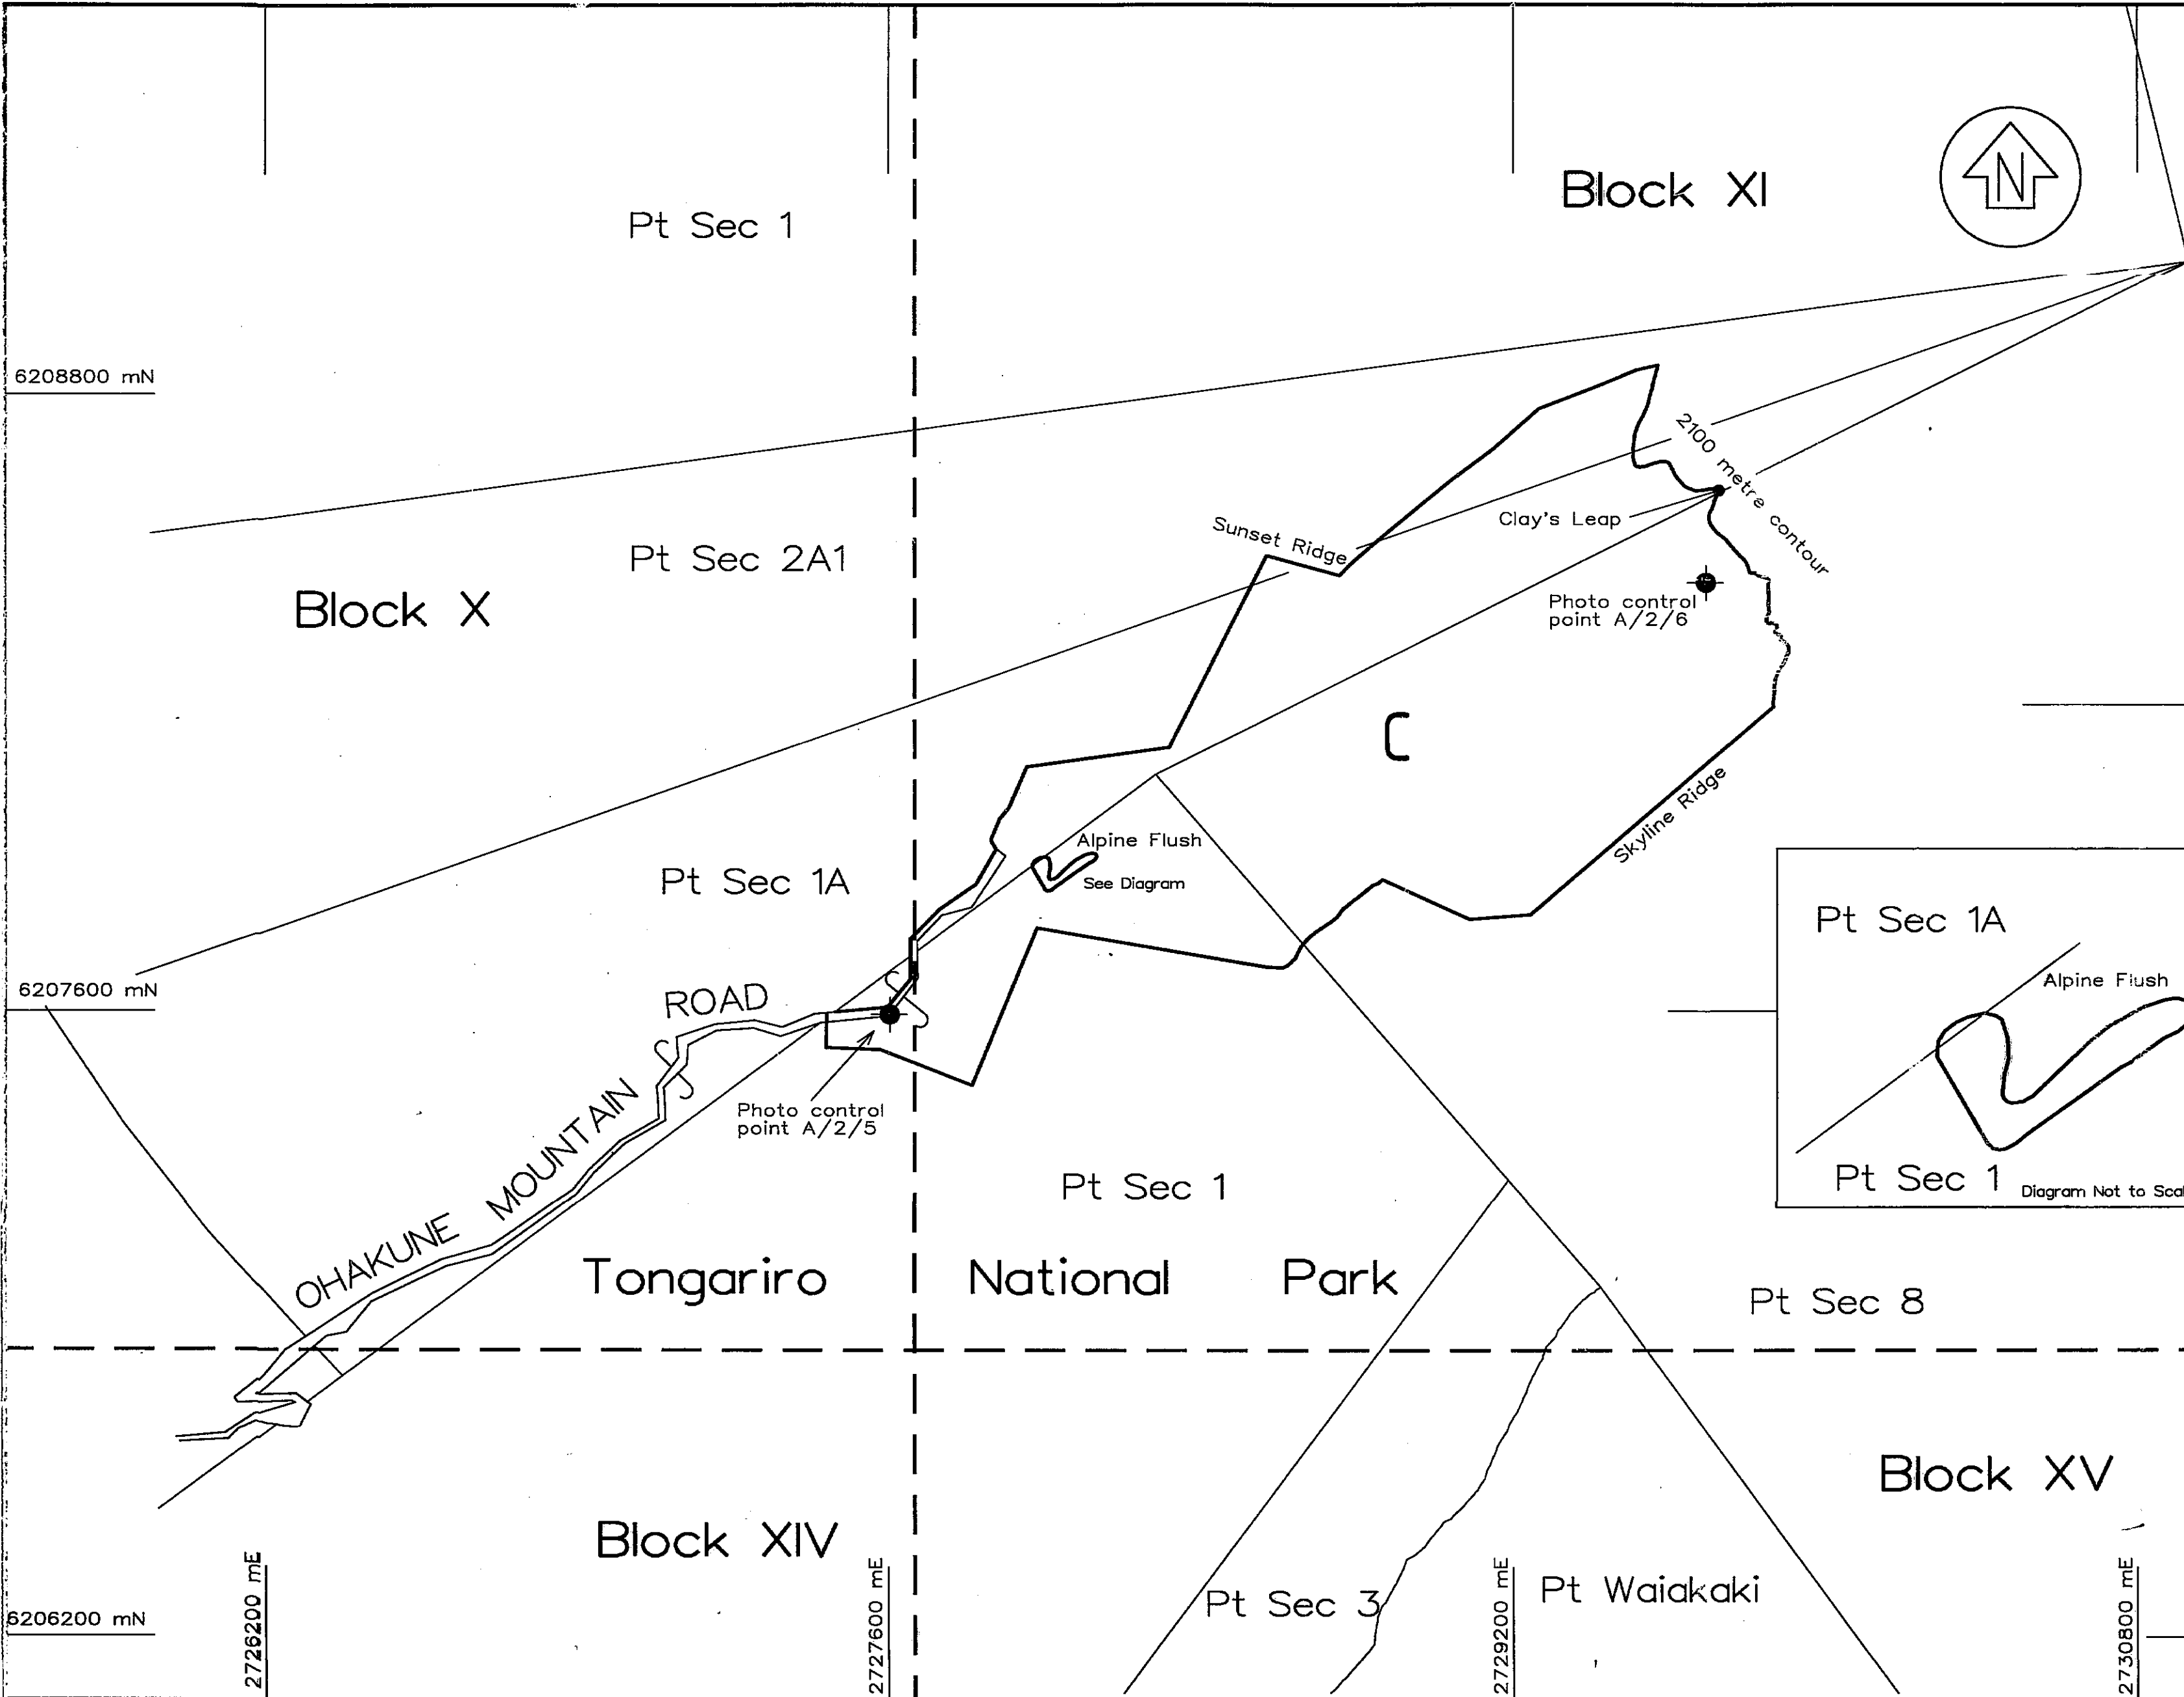 Block XI
N
Pt Sec 1
6208800 mN
2100 metre contour
Clay's Leap
Sunset Ridge
Pt Sec 2A1
Block X
Photo control
point A/2/6
C
Skyline Ridge
Alpine Flush
See Diagram
Pt Sec 1A
Pt Sec 1A
Alpine Flush
Pt Sec 1
Diagram Not to Scal
6207600 mN
OHAKUNE MOUNTAIN ROAD
Photo control
point A/2/5
Pt Sec 1
Tongariro National Park
Pt Sec 8
Block XV
Block XIV
Pt Sec 3
Pt Waiakaki
6206200 mN
2726200 mE
2727600 mE
2729200 mE
2730800 mE